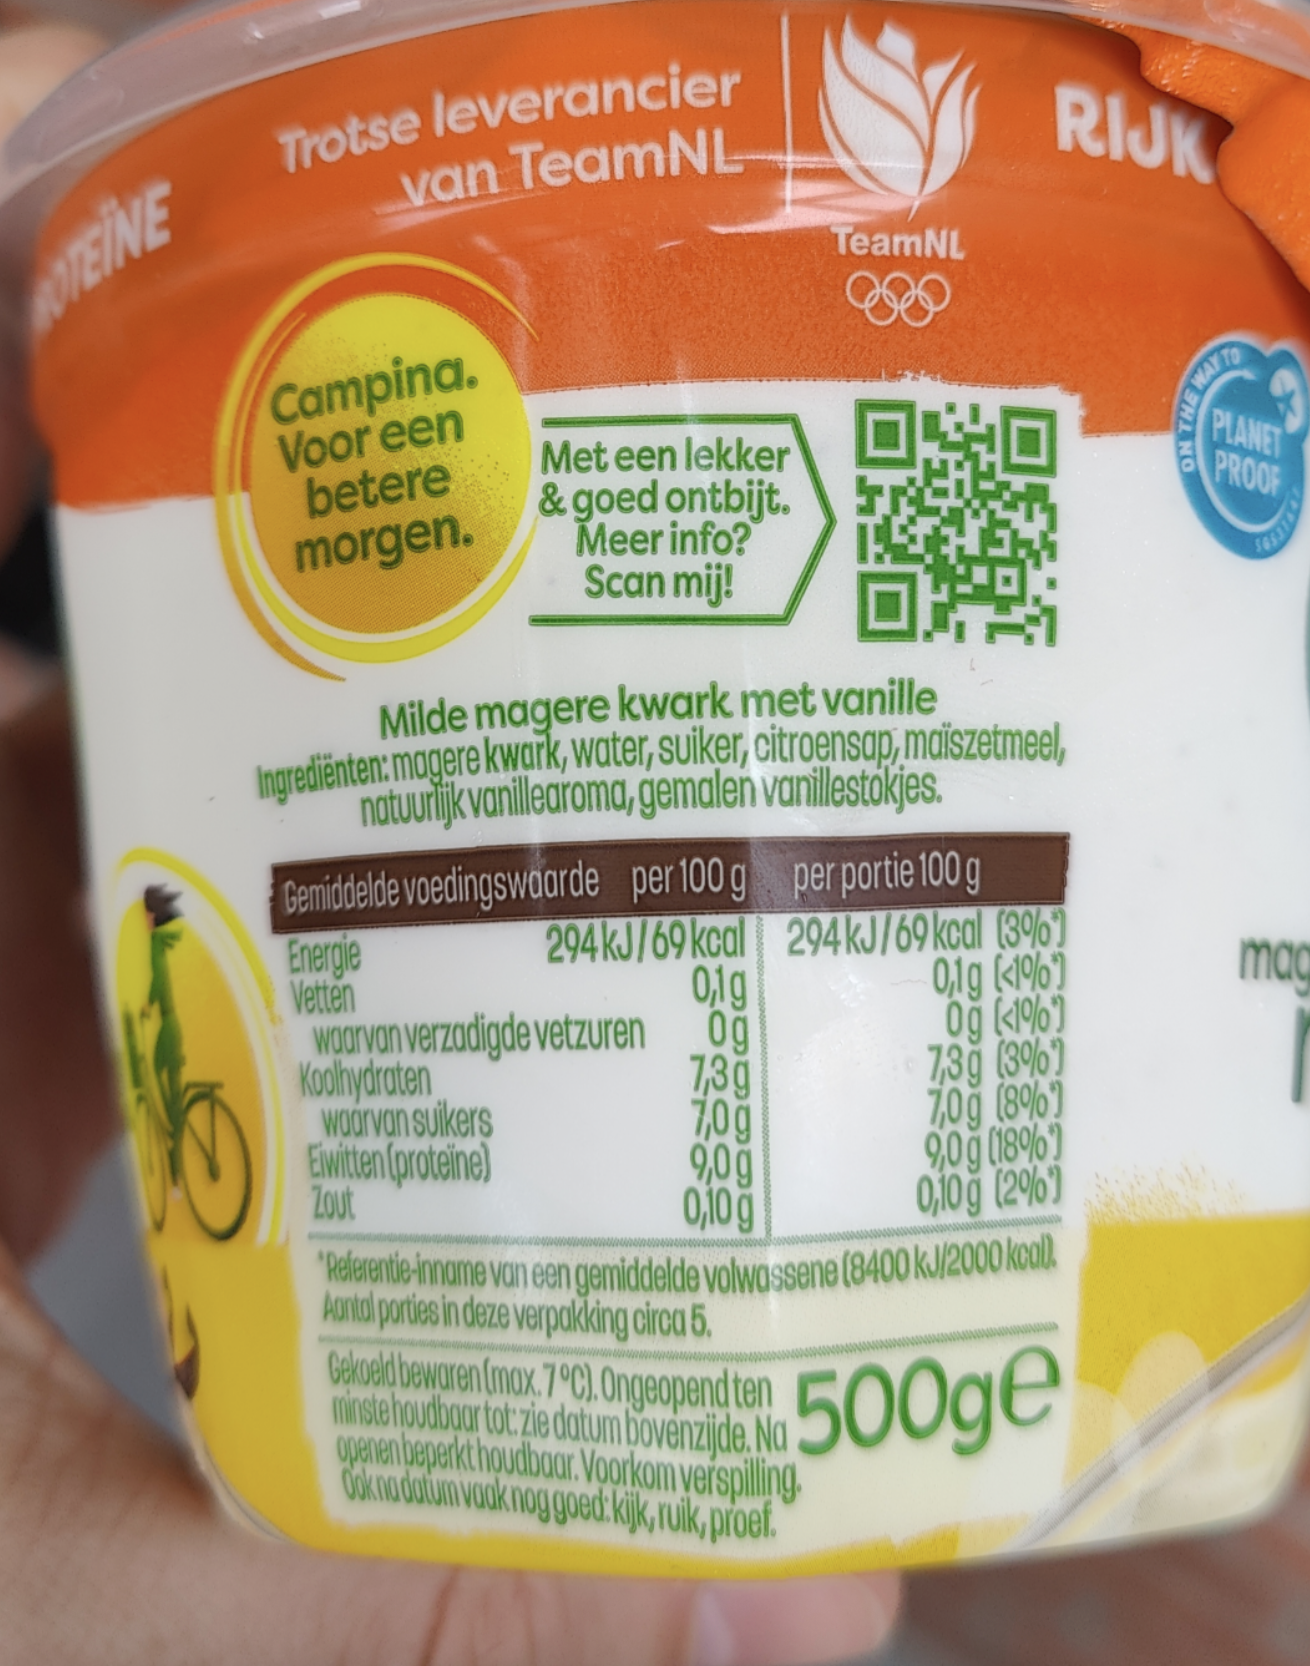 Trotse leverancier
van TeamNL
TeamNL
RIJK
Campina.
Voor een
betere
morgen.
Met een lekker
& goed ontbijt.
Meer info?
Scan mij!
ON THE WAY TO
PLANET
PROOF
Milde magere kwark met vanille
Ingrediënten: magere kwark, water, suiker, citroensap, maïszetmeel,
natuurlijk vanillearoma, gemalen vanillestokjes.
Gemiddelde voedingswaarde per 100 g per portie 100 g
Energie 294 kJ/69 kcal 294 kJ/69 kcal (3%*)
Vetten 0,1 g 0,1 g (<1%*)
waarvan verzadigde vetzuren 0 g 0 g (<1%*)
Koolhydraten 7,3 g 7,3 g (3%*)
waarvan suikers 7,0 g 7,0 g (8%*)
Eiwitten (proteïne) 9,0 g 9,0 g (18%*)
Zout 0,10 g 0,10 g (2%*)
*Referentie-inname van een gemiddelde volwassene (8400 kJ/2000 kcal).
Aantal porties in deze verpakking circa 5.
Gekoeld bewaren (max. 7 °C). Ongeopend ten
minste houdbaar tot: zie datum bovenzijde. Na
openen beperkt houdbaar. Voorkom verspilling.
Ook na datum vaak nog goed: kijk, ruik, proef.
500g e